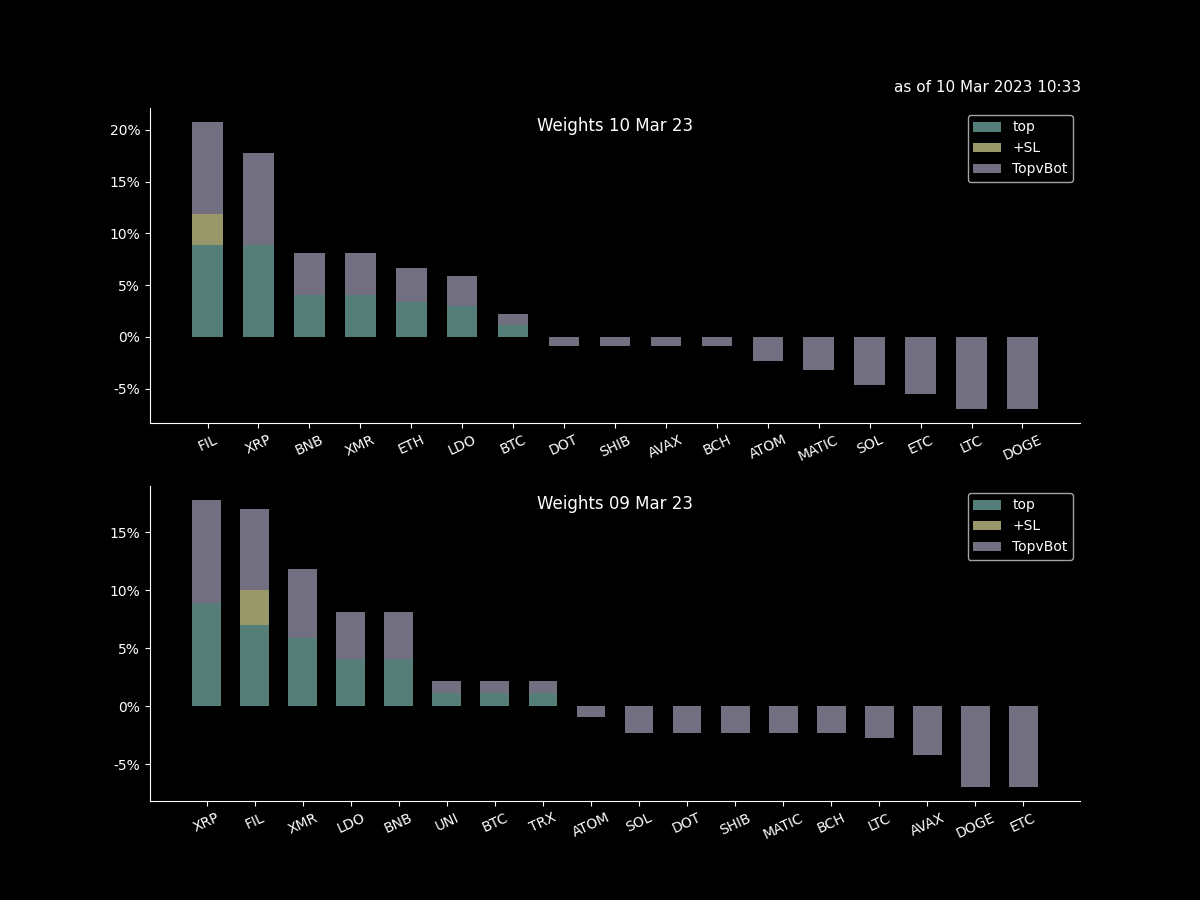 as of 10 Mar 2023 10:33
Weights 10 Mar 23
top
+SL
TopvBot
20%
15%
10%
5%
0%
-5%
FIL XRP BNB XMR ETH LDO BTC DOT SHIB AVAX BCH ATOM MATIC SOL ETC LTC DOGE
Weights 09 Mar 23
top
+SL
TopvBot
15%
10%
5%
0%
-5%
XRP FIL XMR LDO BNB UNI BTC TRX ATOM SOL DOT SHIB MATIC BCH LTC AVAX DOGE ETC